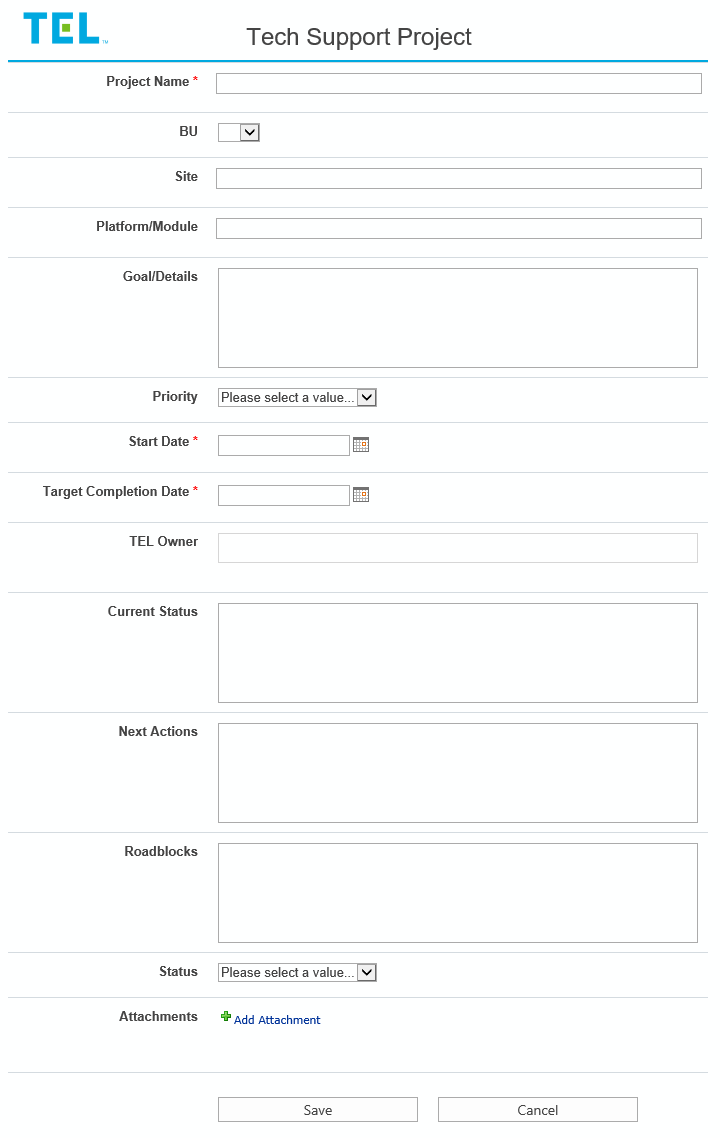 TEL™
Tech Support Project
Project Name *
BU
Site
Platform/Module
Goal/Details
Priority Please select a value...
Start Date *
Target Completion Date *
TEL Owner
Current Status
Next Actions
Roadblocks
Status Please select a value...
Attachments Add Attachment
Save Cancel